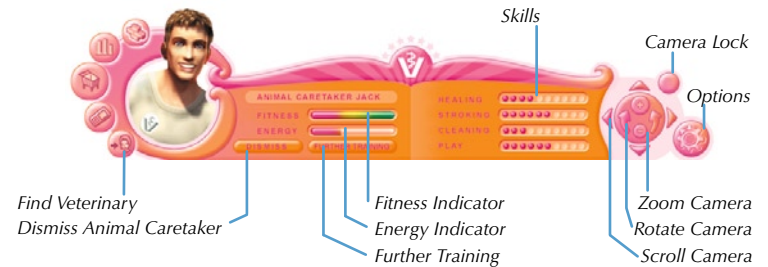 Skills
Camera Lock
Options
ANIMAL CARETAKER JACK
FITNESS
ENERGY
DISMISS
FURTHER TRAINING
HEALING
STROKING
CLEANING
PLAY
Find Veterinary
Dismiss Animal Caretaker
Fitness Indicator
Energy Indicator
Further Training
Zoom Camera
Rotate Camera
Scroll Camera